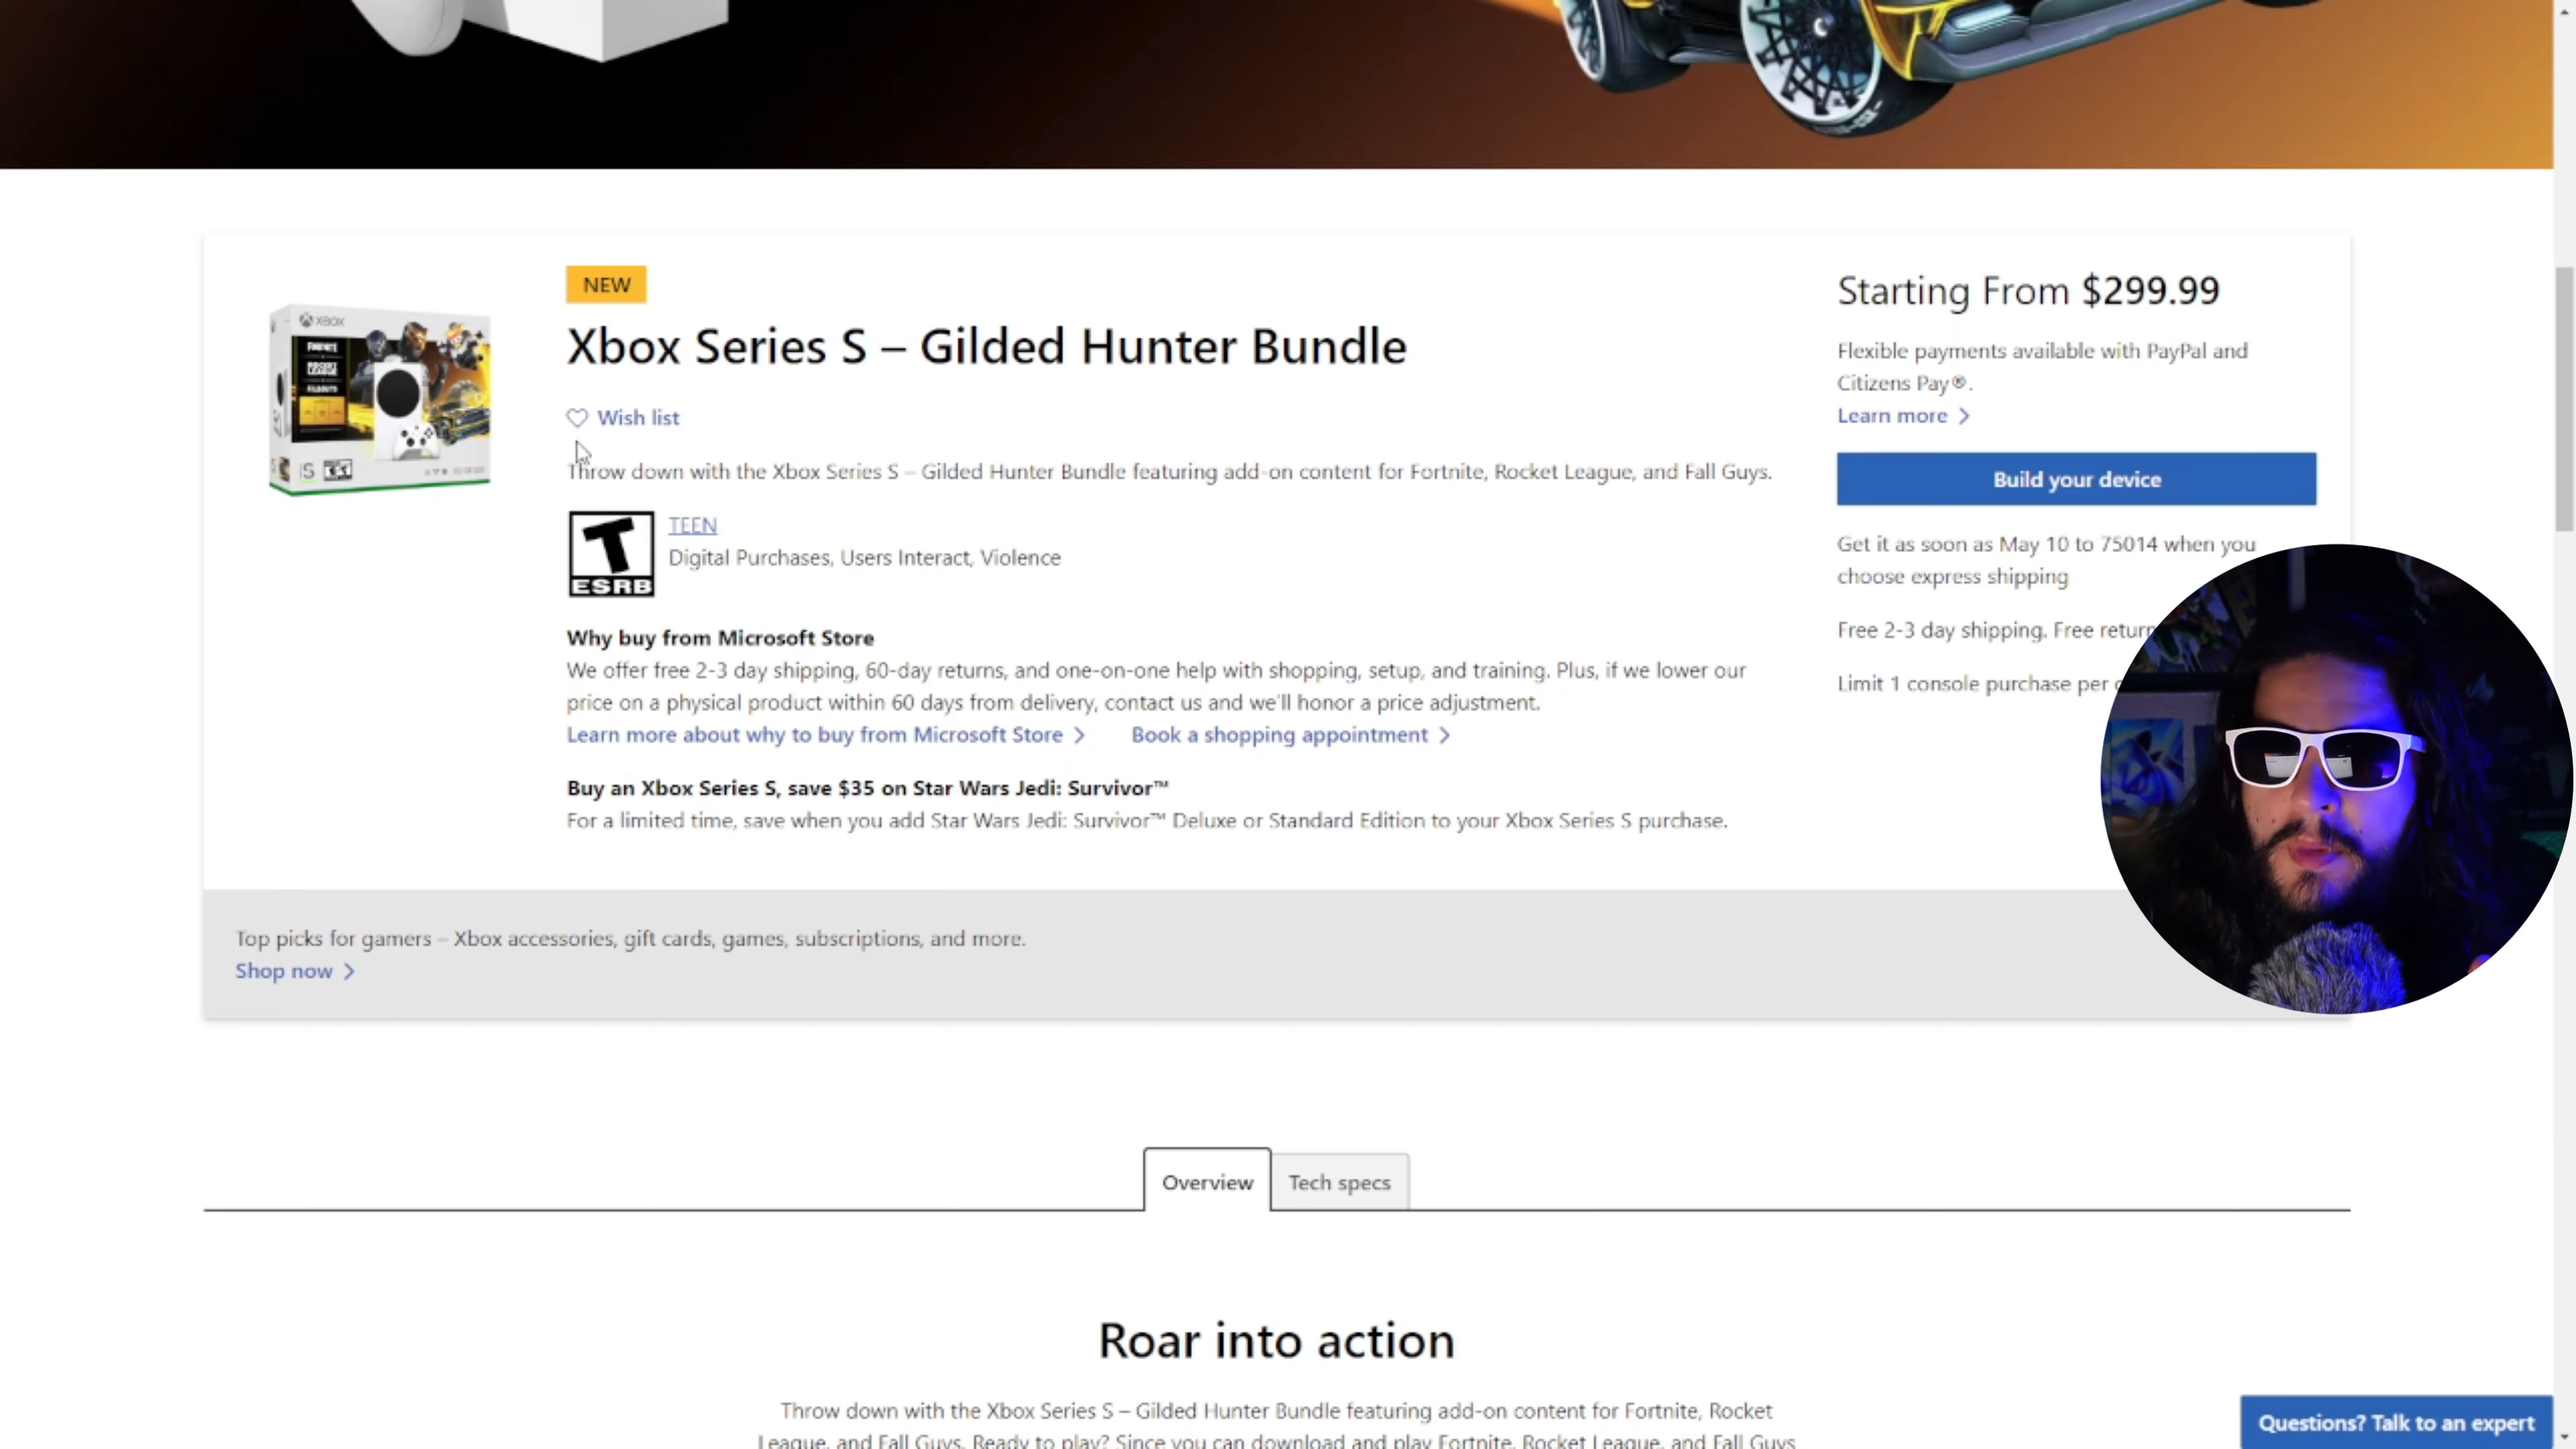 NEW
Xbox Series S – Gilded Hunter Bundle
Wish list
Throw down with the Xbox Series S – Gilded Hunter Bundle featuring add-on content for Fortnite, Rocket League, and Fall Guys.
XBOX
FORTNITE
ROCKET LEAGUE
S
T
ESRB
TEEN
Digital Purchases, Users Interact, Violence
Why buy from Microsoft Store
We offer free 2-3 day shipping, 60-day returns, and one-on-one help with shopping, setup, and training. Plus, if we lower our
price on a physical product within 60 days from delivery, contact us and we'll honor a price adjustment.
Learn more about why to buy from Microsoft Store
Book a shopping appointment
Buy an Xbox Series S, save $35 on Star Wars Jedi: Survivor™
For a limited time, save when you add Star Wars Jedi: Survivor™ Deluxe or Standard Edition to your Xbox Series S purchase.
Starting From $299.99
Flexible payments available with PayPal and
Citizens Pay®.
Learn more
Build your device
Get it as soon as May 10 to 75014 when you
choose express shipping
Free 2-3 day shipping. Free return
Limit 1 console purchase per
Top picks for gamers – Xbox accessories, gift cards, games, subscriptions, and more.
Shop now
Overview
Tech specs
Roar into action
Throw down with the Xbox Series S – Gilded Hunter Bundle featuring add-on content for Fortnite, Rocket
League, and Fall Guys. Ready to play? Since you can download and play Fortnite, Rocket League, and Fall Guys
Questions? Talk to an expert